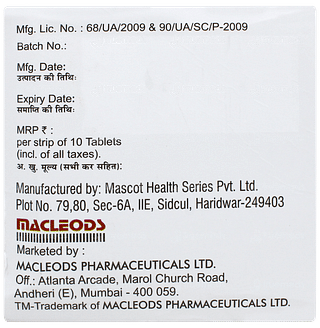 Mfg. Lic. No. : 68/UA/2009 & 90/UA/SC/P-2009
Batch No.:
Mfg. Date:
उत्पादन की तिथि:
Expiry Date:
समाप्ति की तिथि:
MRP ₹ :
per strip of 10 Tablets
(incl. of all taxes).
अ. खु. मूल्य (सभी कर सहित):
Manufactured by: Mascot Health Series Pvt. Ltd.
Plot No. 79,80, Sec-6A, IIE, Sidcul, Haridwar-249403
MACLEODS
Marketed by :
MACLEODS PHARMACEUTICALS LTD.
Off.: Atlanta Arcade, Marol Church Road,
Andheri (E), Mumbai - 400 059.
TM-Trademark of MACLEODS PHARMACEUTICALS LTD.